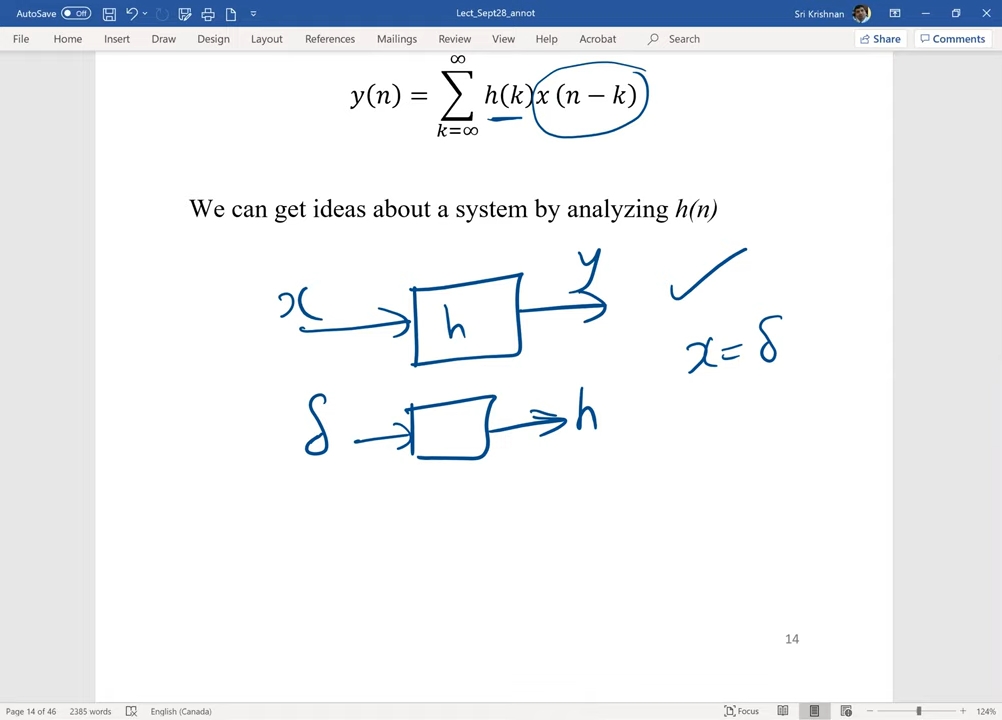 AutoSave Off Lect_Sept28_annot Sri Krishnan
File Home Insert Draw Design Layout References Mailings Review View Help Acrobat Search Share Comments
∞
y(n) = ∑ h(k)x (n − k)
k=∞
We can get ideas about a system by analyzing h(n)
x h y
x = δ
δ h
14
Page 14 of 46 2385 words English (Canada) Focus 124%